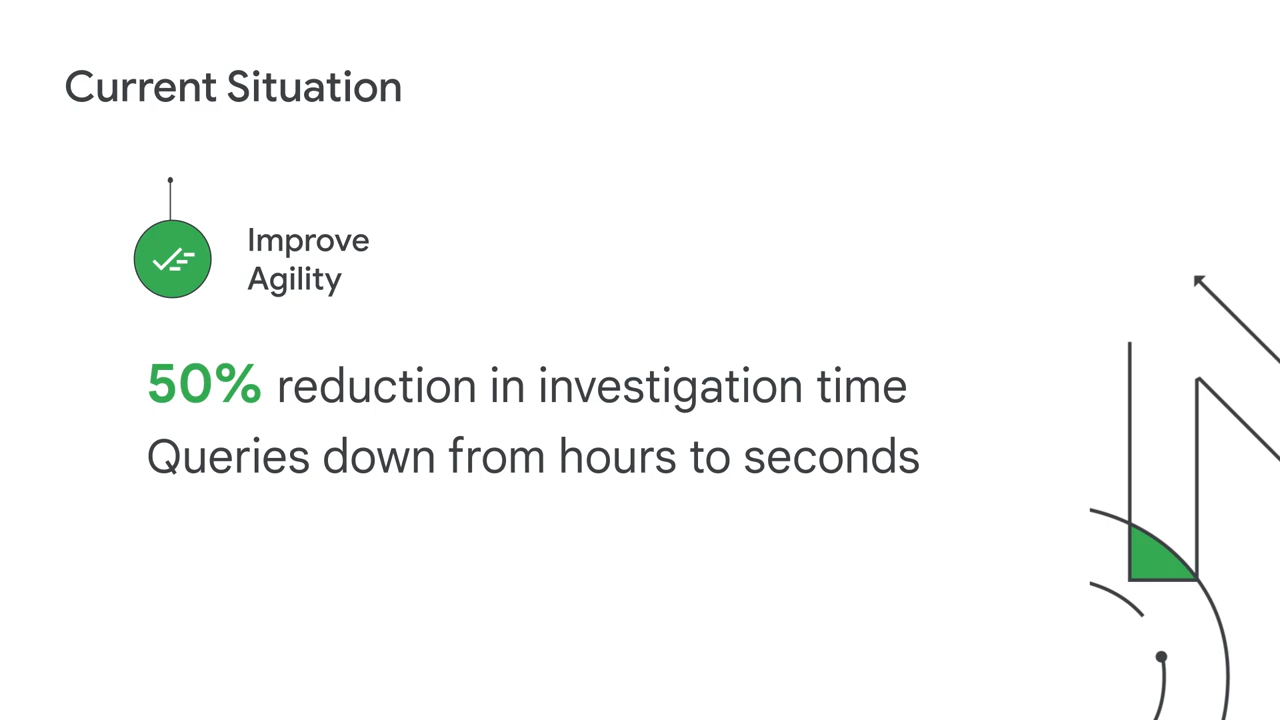 Current Situation
Improve
Agility
50% reduction in investigation time
Queries down from hours to seconds